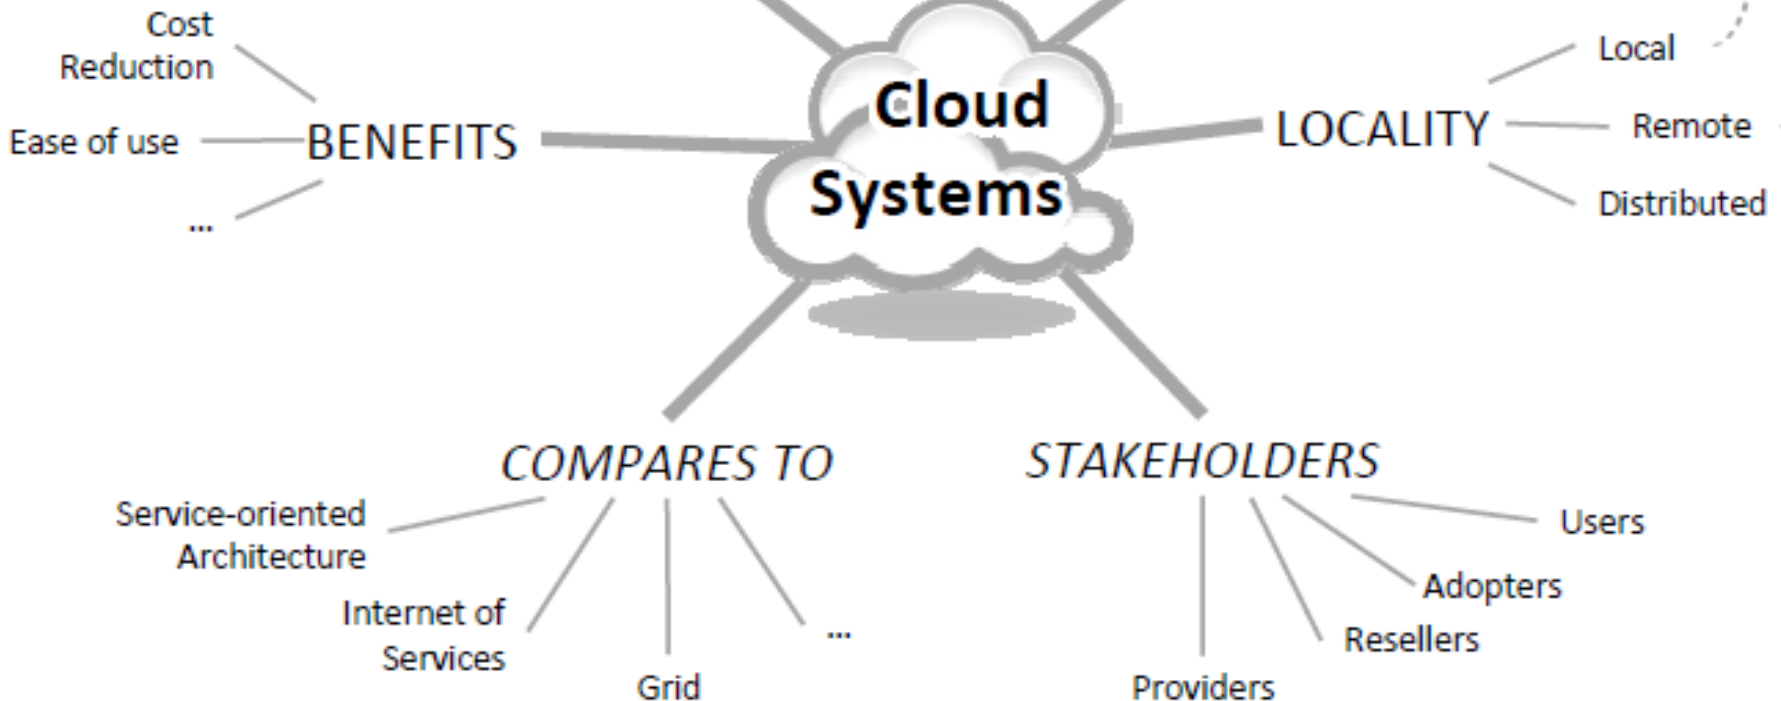 Cloud
Systems
Cost
Reduction
Ease of use
...
BENEFITS
LOCALITY
Local
Remote
Distributed
COMPARES TO
Service-oriented
Architecture
Internet of
Services
Grid
...
STAKEHOLDERS
Users
Adopters
Resellers
Providers